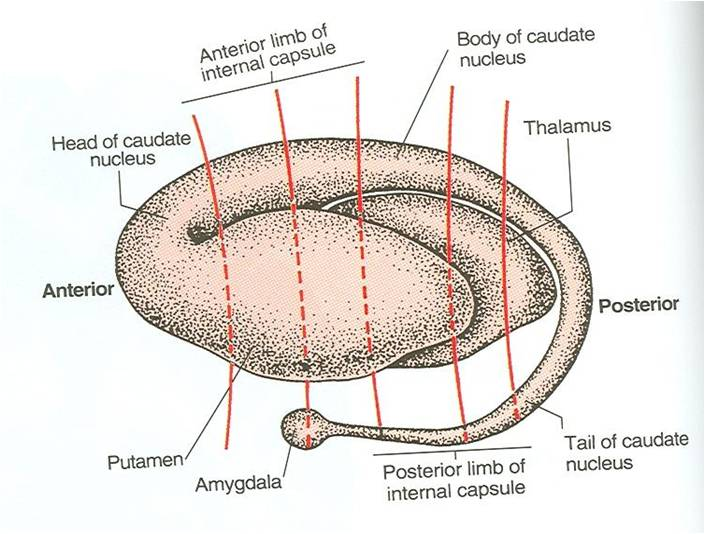 Anterior limb of
internal capsule
Body of caudate
nucleus
Head of caudate
nucleus
Thalamus
Anterior
Posterior
Putamen
Amygdala
Posterior limb of
internal capsule
Tail of caudate
nucleus